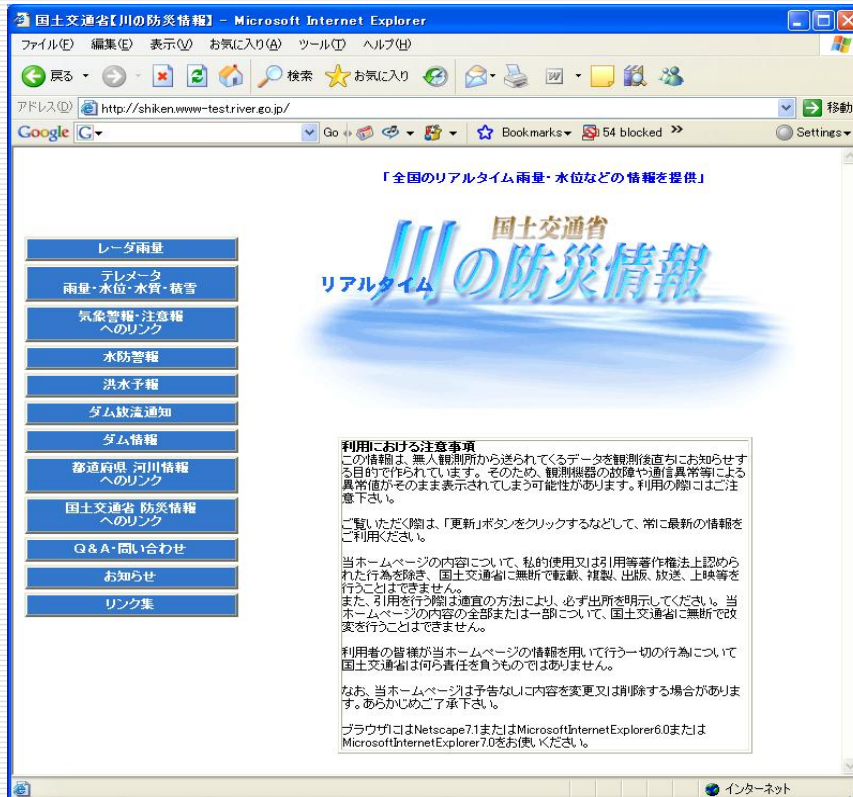 国土交通省【川の防災情報】 - Microsoft Internet Explorer
ファイル(F) 編集(E) 表示(V) お気に入り(A) ツール(T) ヘルプ(H)
戻る 検索 お気に入り
アドレス(D) http://shiken.www-test.river.go.jp/ 移動
Google G Go Bookmarks 54 blocked Settings
「全国のリアルタイム雨量・水位などの情報を提供」
国土交通省
リアルタイム 川の防災情報
レーダ雨量
テレメータ
雨量・水位・水質・積雪
気象警報・注意報
へのリンク
水防警報
洪水予報
ダム放流通知
ダム情報
都道府県 河川情報
へのリンク
国土交通省 防災情報
へのリンク
Q&A・問い合わせ
お知らせ
リンク集
利用における注意事項
この情報は、無人観測所から送られてくるデータを観測後直ちにお知らせす
る目的で作られています。そのため、観測機器の故障や通信異常等による
異常値がそのまま表示されてしまう可能性があります。利用の際にはご注
意下さい。
ご覧いただく際は、「更新」ボタンをクリックするなどして、常に最新の情報を
ご利用ください。
当ホームページの内容について、私的使用又は引用等著作権法上認めら
れた行為を除き、国土交通省に無断で転載、複製、出版、放送、上映等を
行うことはできません。
また、引用を行う際は適宜の方法により、必ず出所を明示してください。当
ホームページの内容の全部または一部について、国土交通省に無断で改
変を行うことはできません。
利用者の皆様が当ホームページの情報を用いて行う一切の行為について
国土交通省は何ら責任を負うものではありません。
なお、当ホームページは予告なしに内容を変更又は削除する場合がありま
す。あらかじめご了承下さい。
ブラウザにはNetscape7.1またはMicrosoftInternetExplorer6.0または
MicrosoftInternetExplorer7.0をお使いください。
インターネット